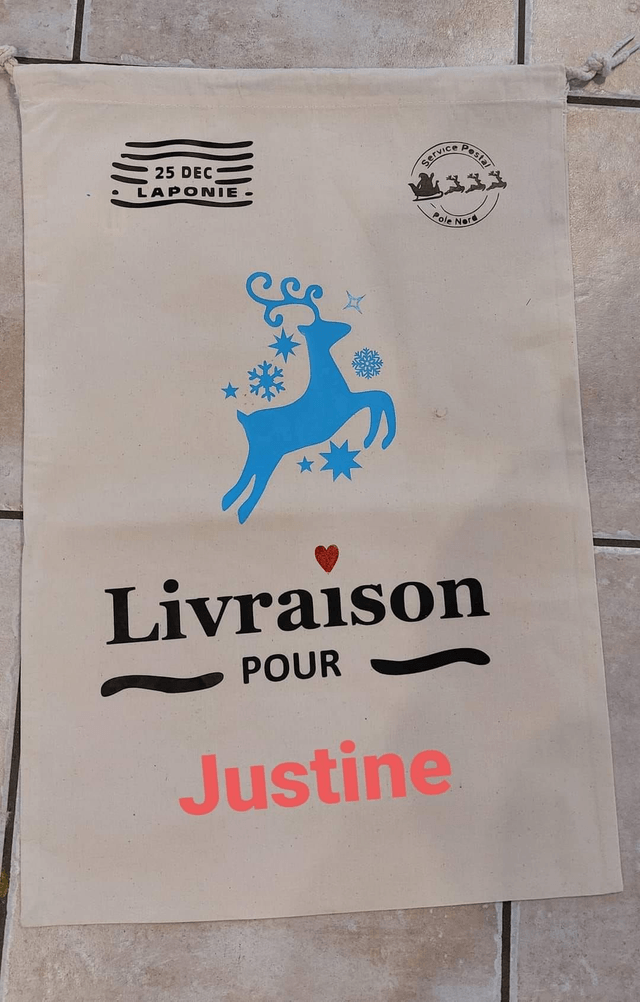 25 DEC
LAPONIE
Service Postal
Pole Nord
Livraison
POUR
Justine